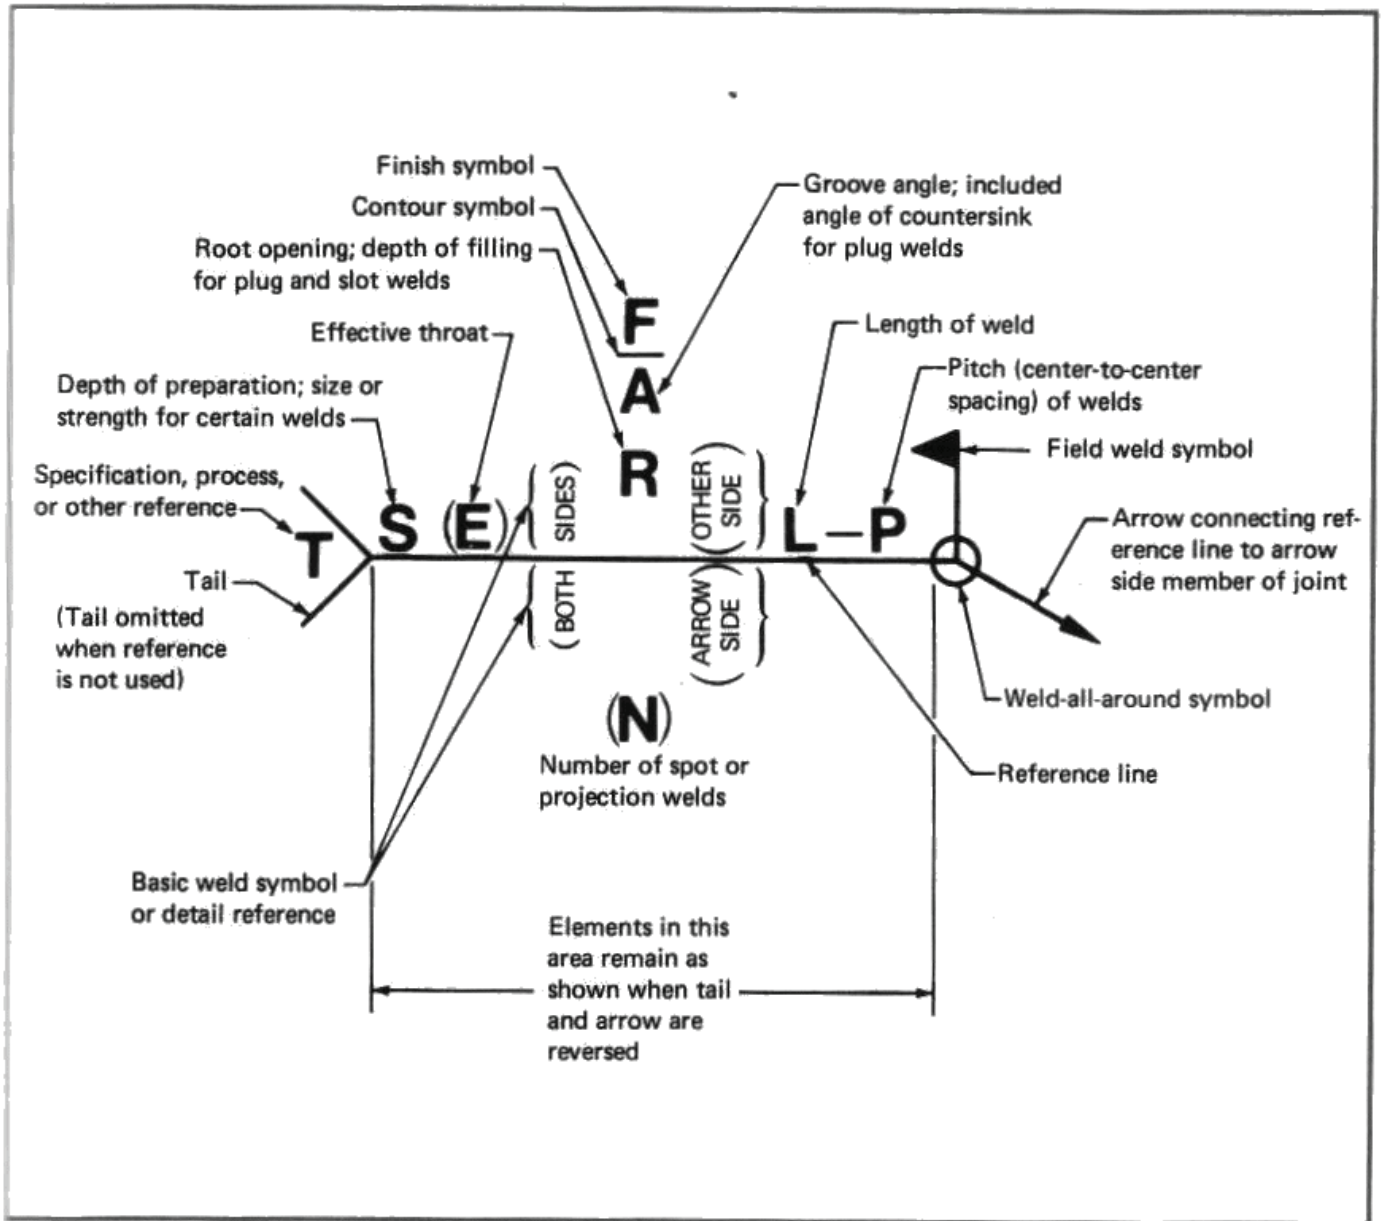 Finish symbol
Contour symbol
Root opening; depth of filling
for plug and slot welds
Effective throat
Depth of preparation; size or
strength for certain welds
Specification, process,
or other reference
Tail
(Tail omitted
when reference
is not used)
Groove angle; included
angle of countersink
for plug welds
Length of weld
Pitch (center-to-center
spacing) of welds
Field weld symbol
Arrow connecting ref-
erence line to arrow
side member of joint
Weld-all-around symbol
Reference line
F
A
R
T
S (E)
(BOTH SIDES)
(OTHER
SIDE)
(ARROW
SIDE)
L–P
(N)
Number of spot or
projection welds
Basic weld symbol
or detail reference
Elements in this
area remain as
shown when tail
and arrow are
reversed